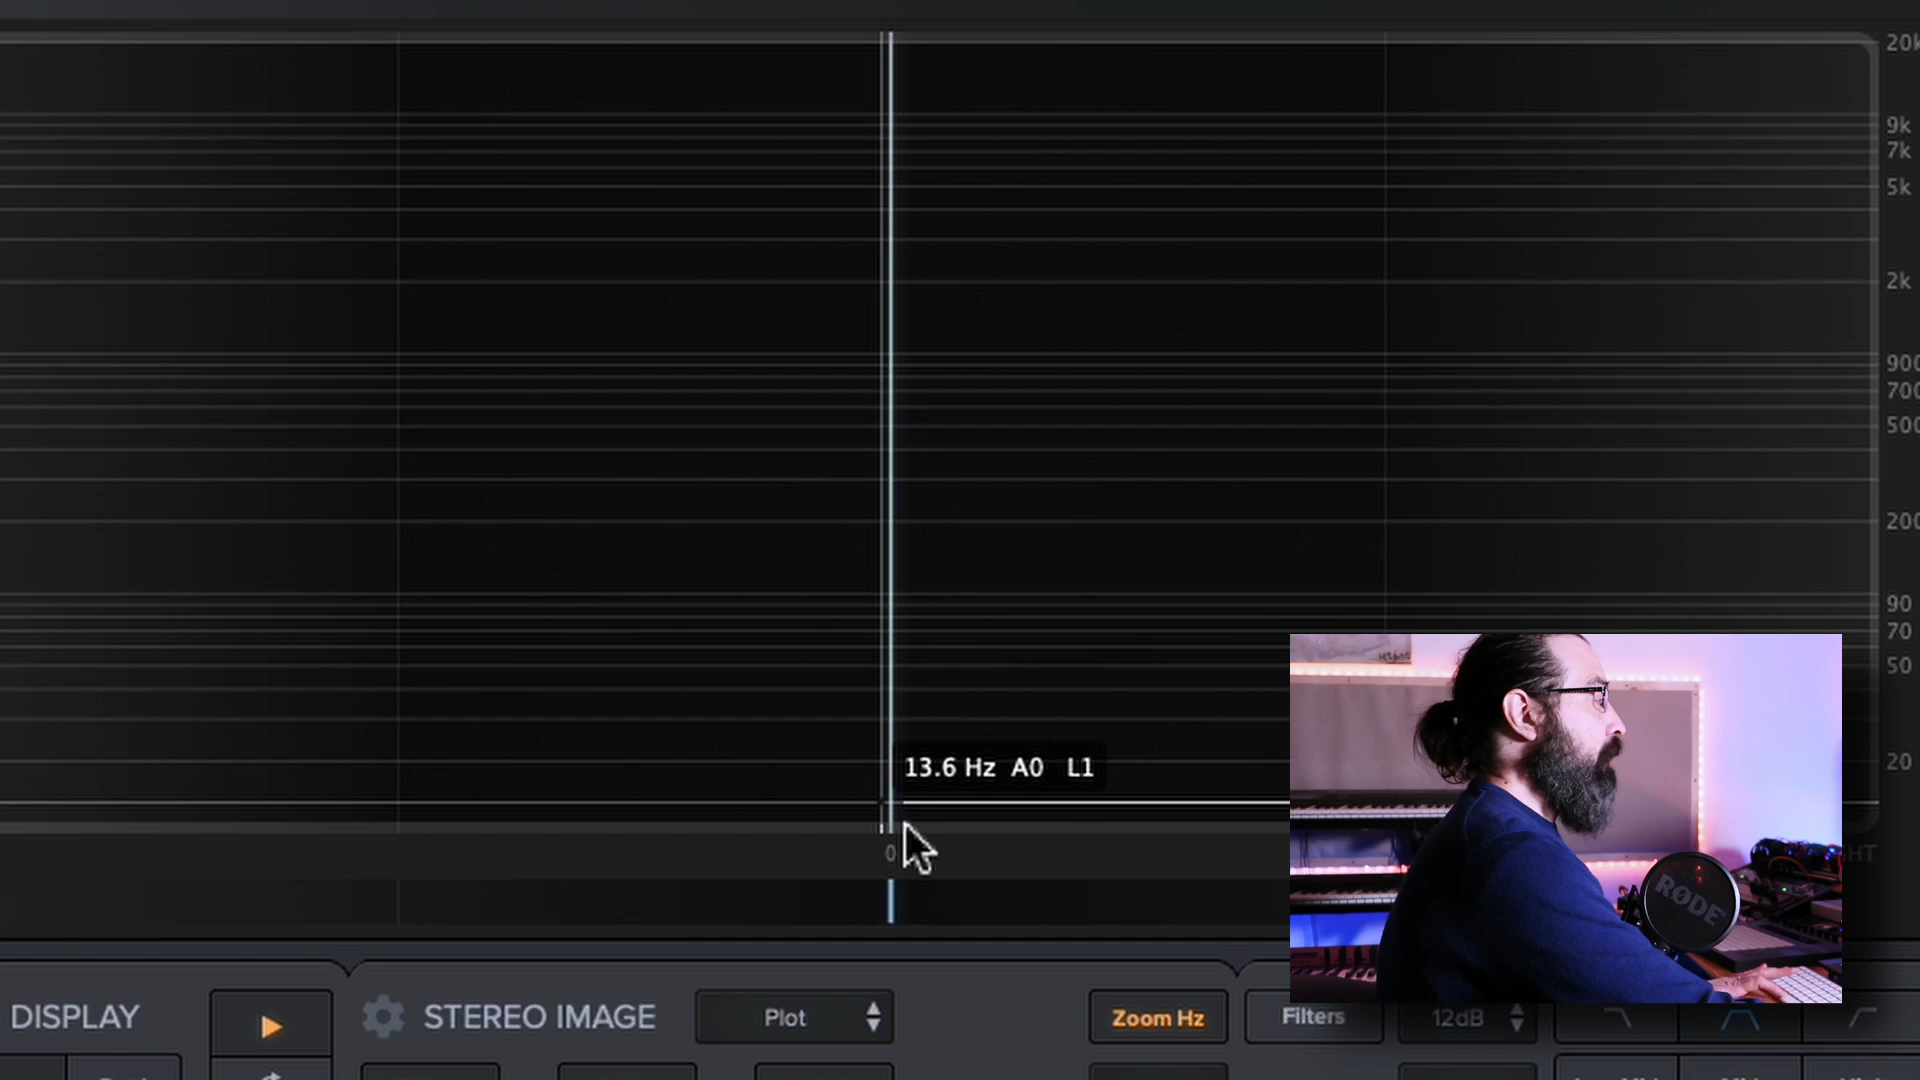 20k
9k
7k
5k
2k
900
700
500
200
90
70
50
20
13.6 Hz A0 L1
0
HT
RØDE
DISPLAY
STEREO IMAGE
Plot
Zoom Hz
Filters
12dB